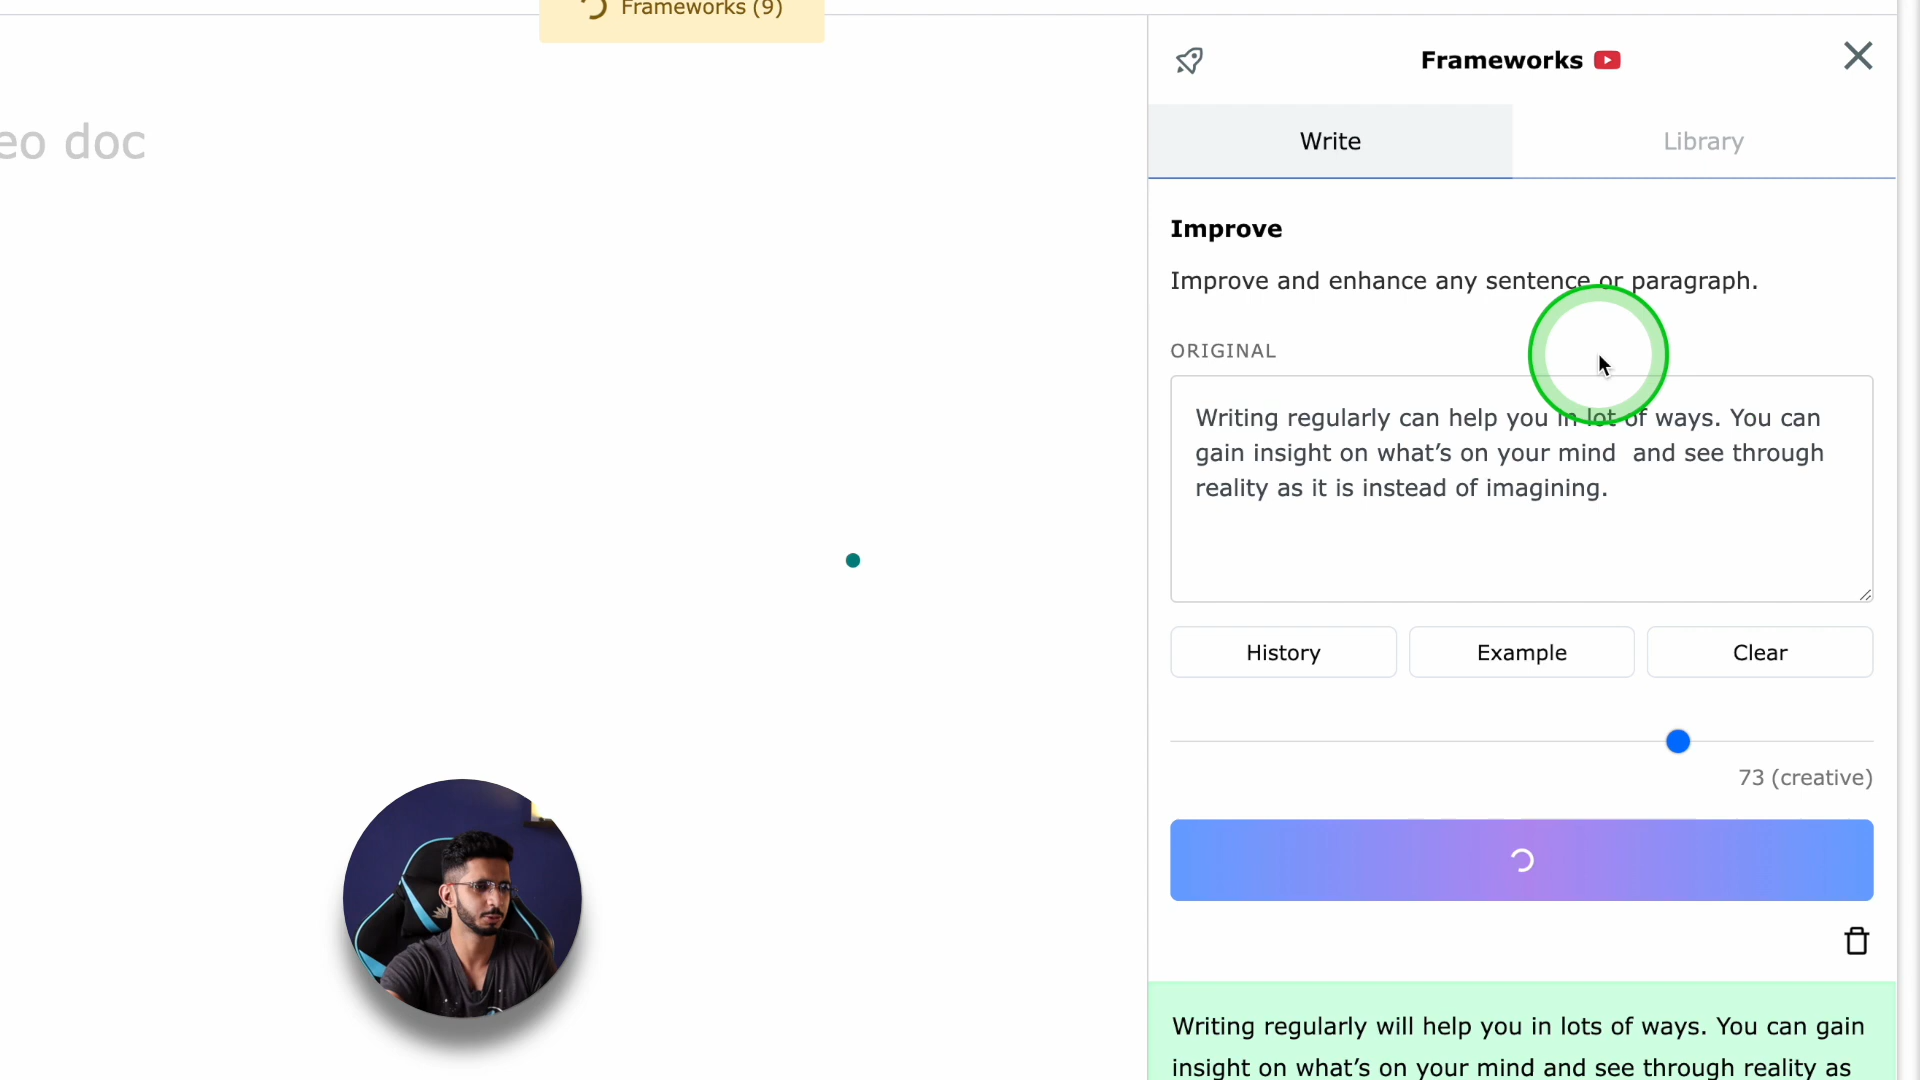 Frameworks (9)
Frameworks
eo doc
Write
Library
Improve
Improve and enhance any sentence or paragraph.
ORIGINAL
Writing regularly can help you in lot of ways. You can
gain insight on what’s on your mind  and see through
reality as it is instead of imagining.
History
Example
Clear
73 (creative)
Writing regularly will help you in lots of ways. You can gain
insight on what’s on your mind and see through reality as